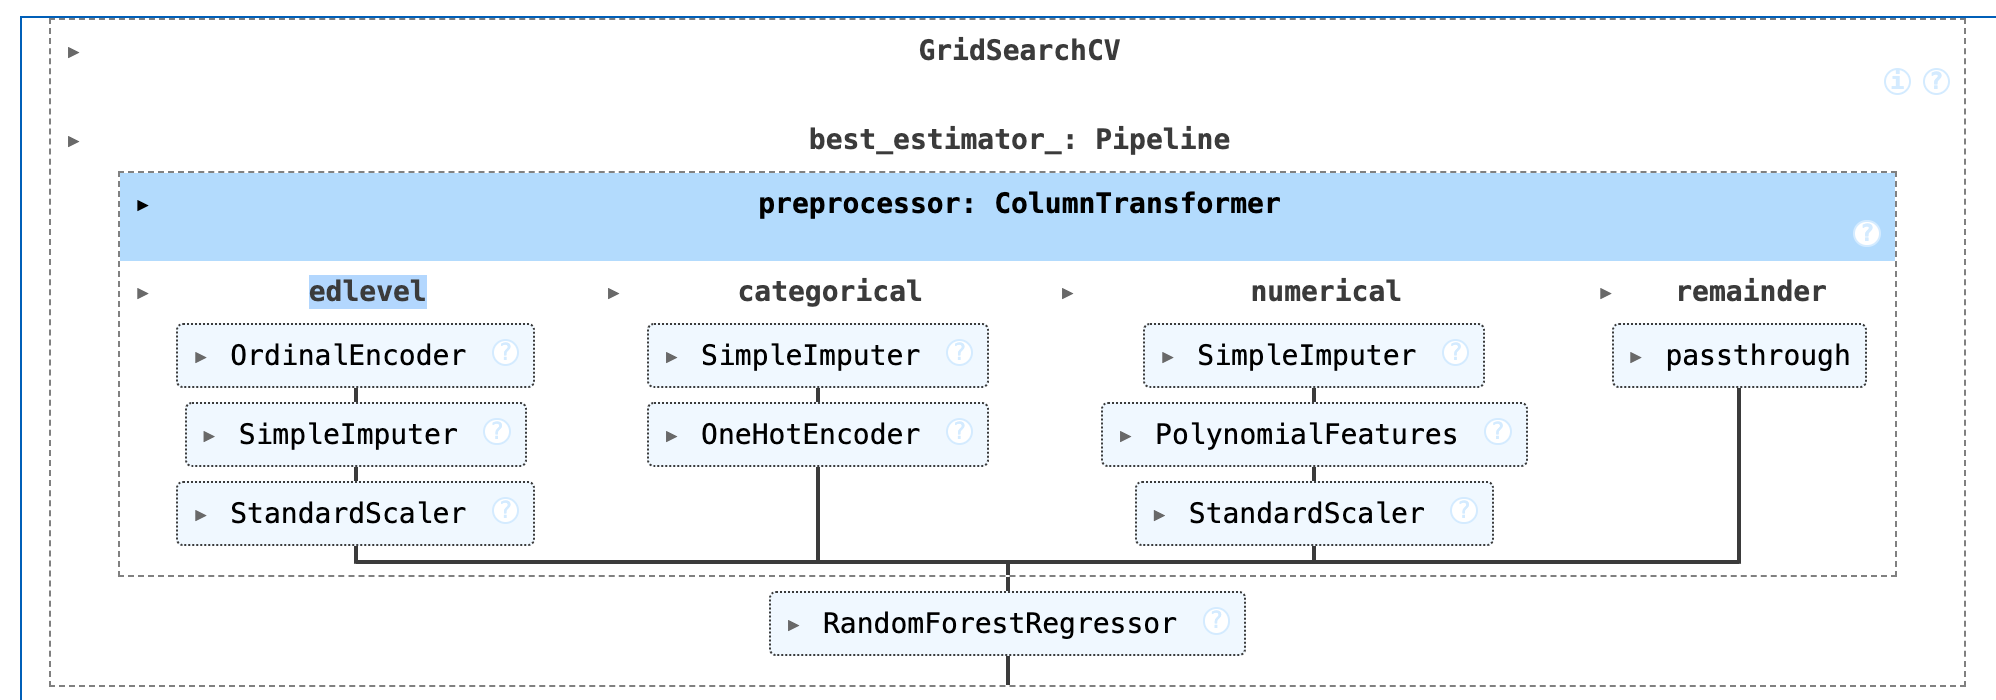 GridSearchCV
i ?
best_estimator_: Pipeline
preprocessor: ColumnTransformer
?
edlevel categorical numerical remainder
OrdinalEncoder ? SimpleImputer ? SimpleImputer ? passthrough
SimpleImputer ? OneHotEncoder ? PolynomialFeatures ?
StandardScaler ? StandardScaler ?
RandomForestRegressor ?